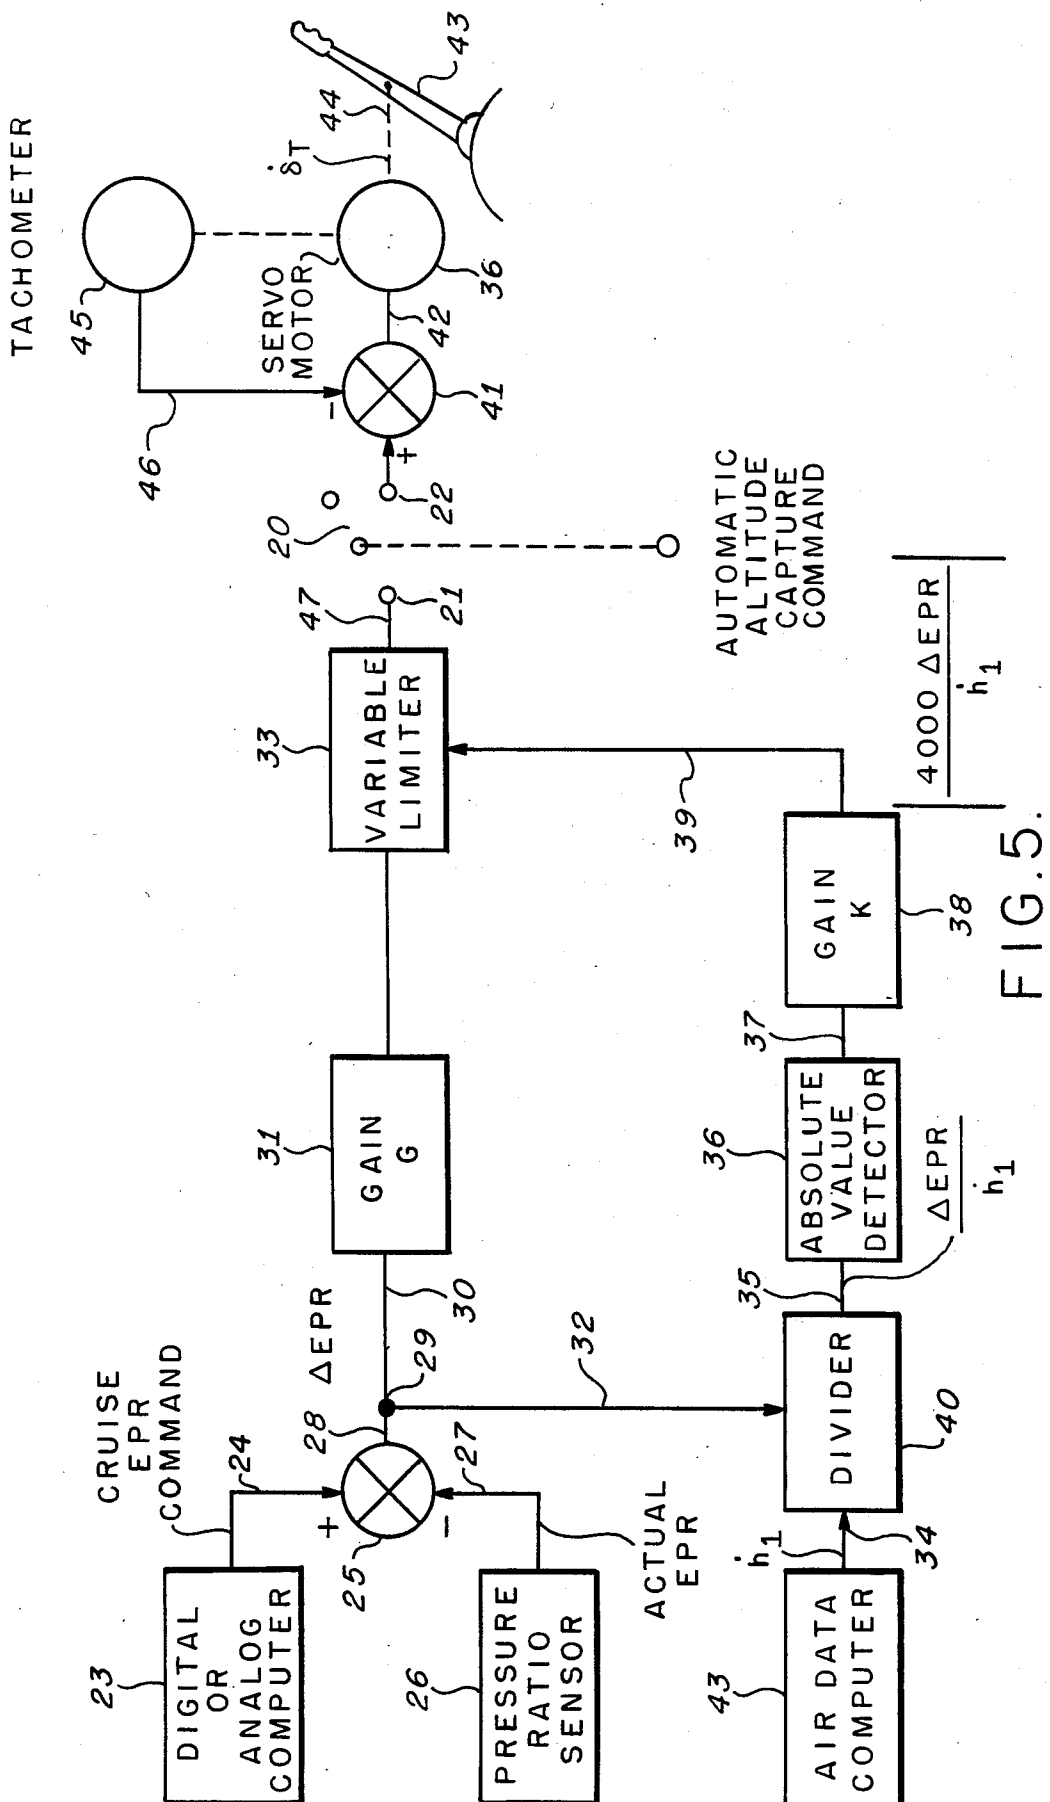 TACHOMETER
45
46
SERVO
MOTOR
δ̇T
44
43
36
42
41
-
+
22
20
21
47
AUTOMATIC
ALTITUDE
CAPTURE
COMMAND
33
VARIABLE
LIMITER
39
|4000 ΔEPR / ḣ1|
31
GAIN
G
30
ΔEPR
29
28
32
CRUISE
EPR
COMMAND
24
+
25
-
27
23
DIGITAL
OR
ANALOG
COMPUTER
26
PRESSURE
RATIO
SENSOR
ACTUAL
EPR
43
AIR DATA
COMPUTER
ḣ1
34
DIVIDER
40
35
ΔEPR / ḣ1
36
ABSOLUTE
VALUE
DETECTOR
37
GAIN
K
38
FIG.5.